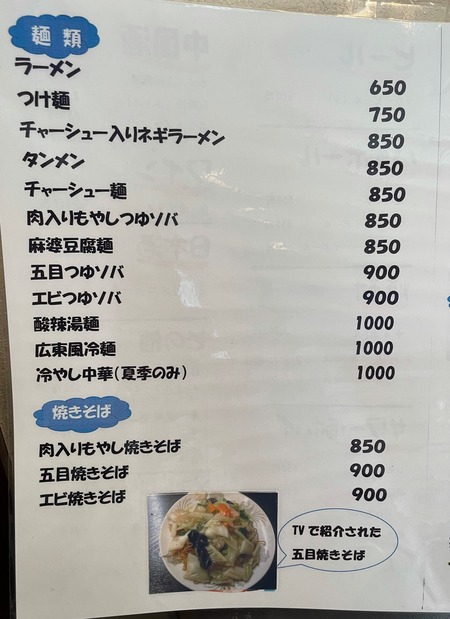 麺 類
ラーメン 650
つけ麺 750
チャーシュー入りネギラーメン 850
タンメン 850
チャーシュー麺 850
肉入りもやしつゆソバ 850
麻婆豆腐麺 850
五目つゆソバ 900
エビつゆソバ 900
酸辣湯麺 1000
広東風冷麺 1000
冷やし中華(夏季のみ) 1000
焼きそば
肉入りもやし焼きそば 850
五目焼きそば 900
エビ焼きそば 900
TVで紹介された
五目焼きそば